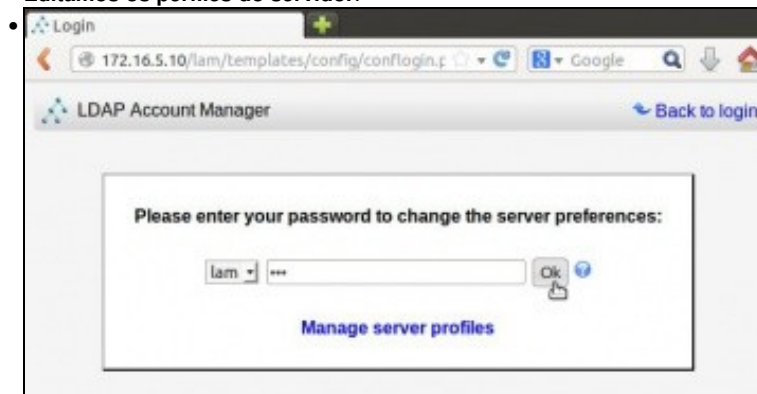 Editamos os perfiles do servidor.
Login
172.16.5.10/lam/templates/config/conflogin.p
Google
LDAP Account Manager
Back to login
Please enter your password to change the server preferences:
lam ••• Ok
Manage server profiles